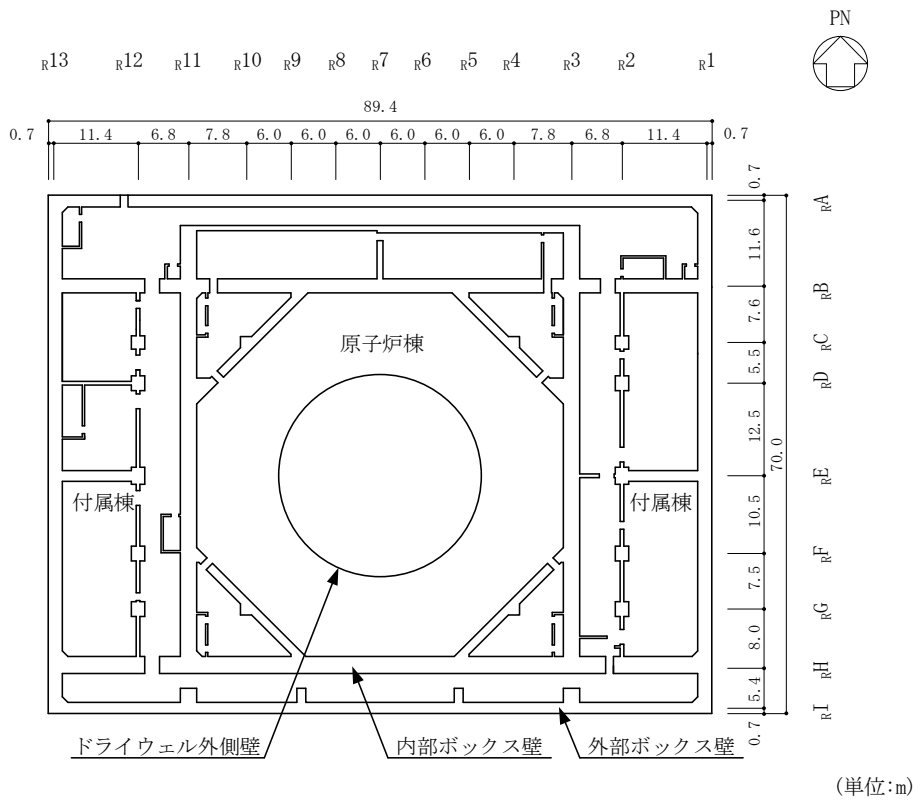 PN
R13 R12 R11 R10 R9 R8 R7 R6 R5 R4 R3 R2 R1
89.4
0.7 11.4 6.8 7.8 6.0 6.0 6.0 6.0 6.0 6.0 7.8 6.8 11.4 0.7
0.7
RA
11.6
RB
7.6
RC
5.5
RD
12.5
70.0
RE
10.5
RF
7.5
RG
8.0
RH
5.4
RI
0.7
原子炉棟
付属棟
付属棟
ドライウェル外側壁 内部ボックス壁 外部ボックス壁
(単位:m)